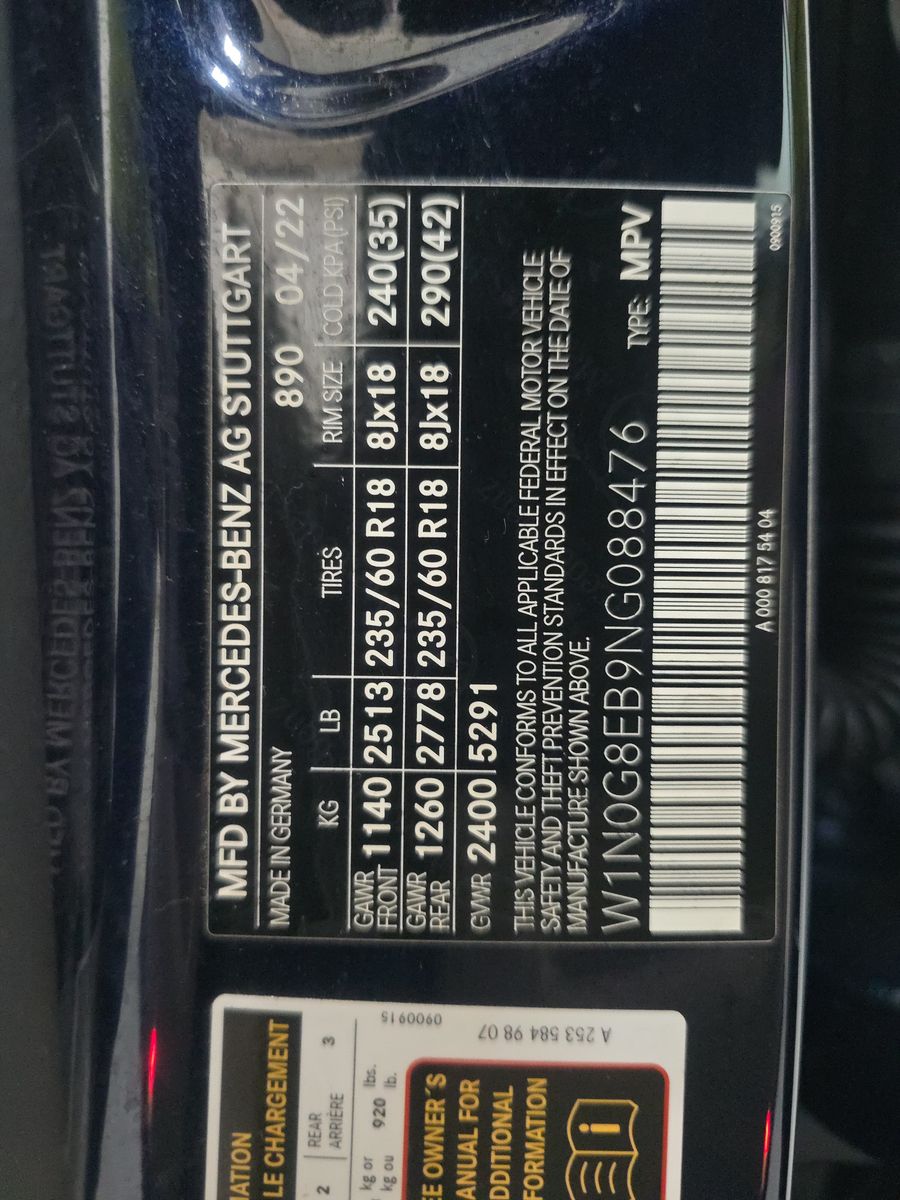 MFD BY MERCEDES-BENZ AG STUTTGART
MADE IN GERMANY 890 04/22
KG LB TIRES RIM SIZE COLD KPA(PSI)
GAWR FRONT 1140 2513 235/60 R18 8Jx18 240(35)
GAWR REAR 1260 2778 235/60 R18 8Jx18 290(42)
GVWR 2400 5291
THIS VEHICLE CONFORMS TO ALL APPLICABLE FEDERAL MOTOR VEHICLE
SAFETY AND THEFT PREVENTION STANDARDS IN EFFECT ON THE DATE OF
MANUFACTURE SHOWN ABOVE.
W1N0G8EB9NG088476 TYPE: MPV
A 000 817 54 04 0900915
LE CHARGEMENT
2 REAR 3
ARRIÈRE
kg or lbs.
kg ou 920 lb.
0900915
A 253 584 98 07
OWNER'S
FOR